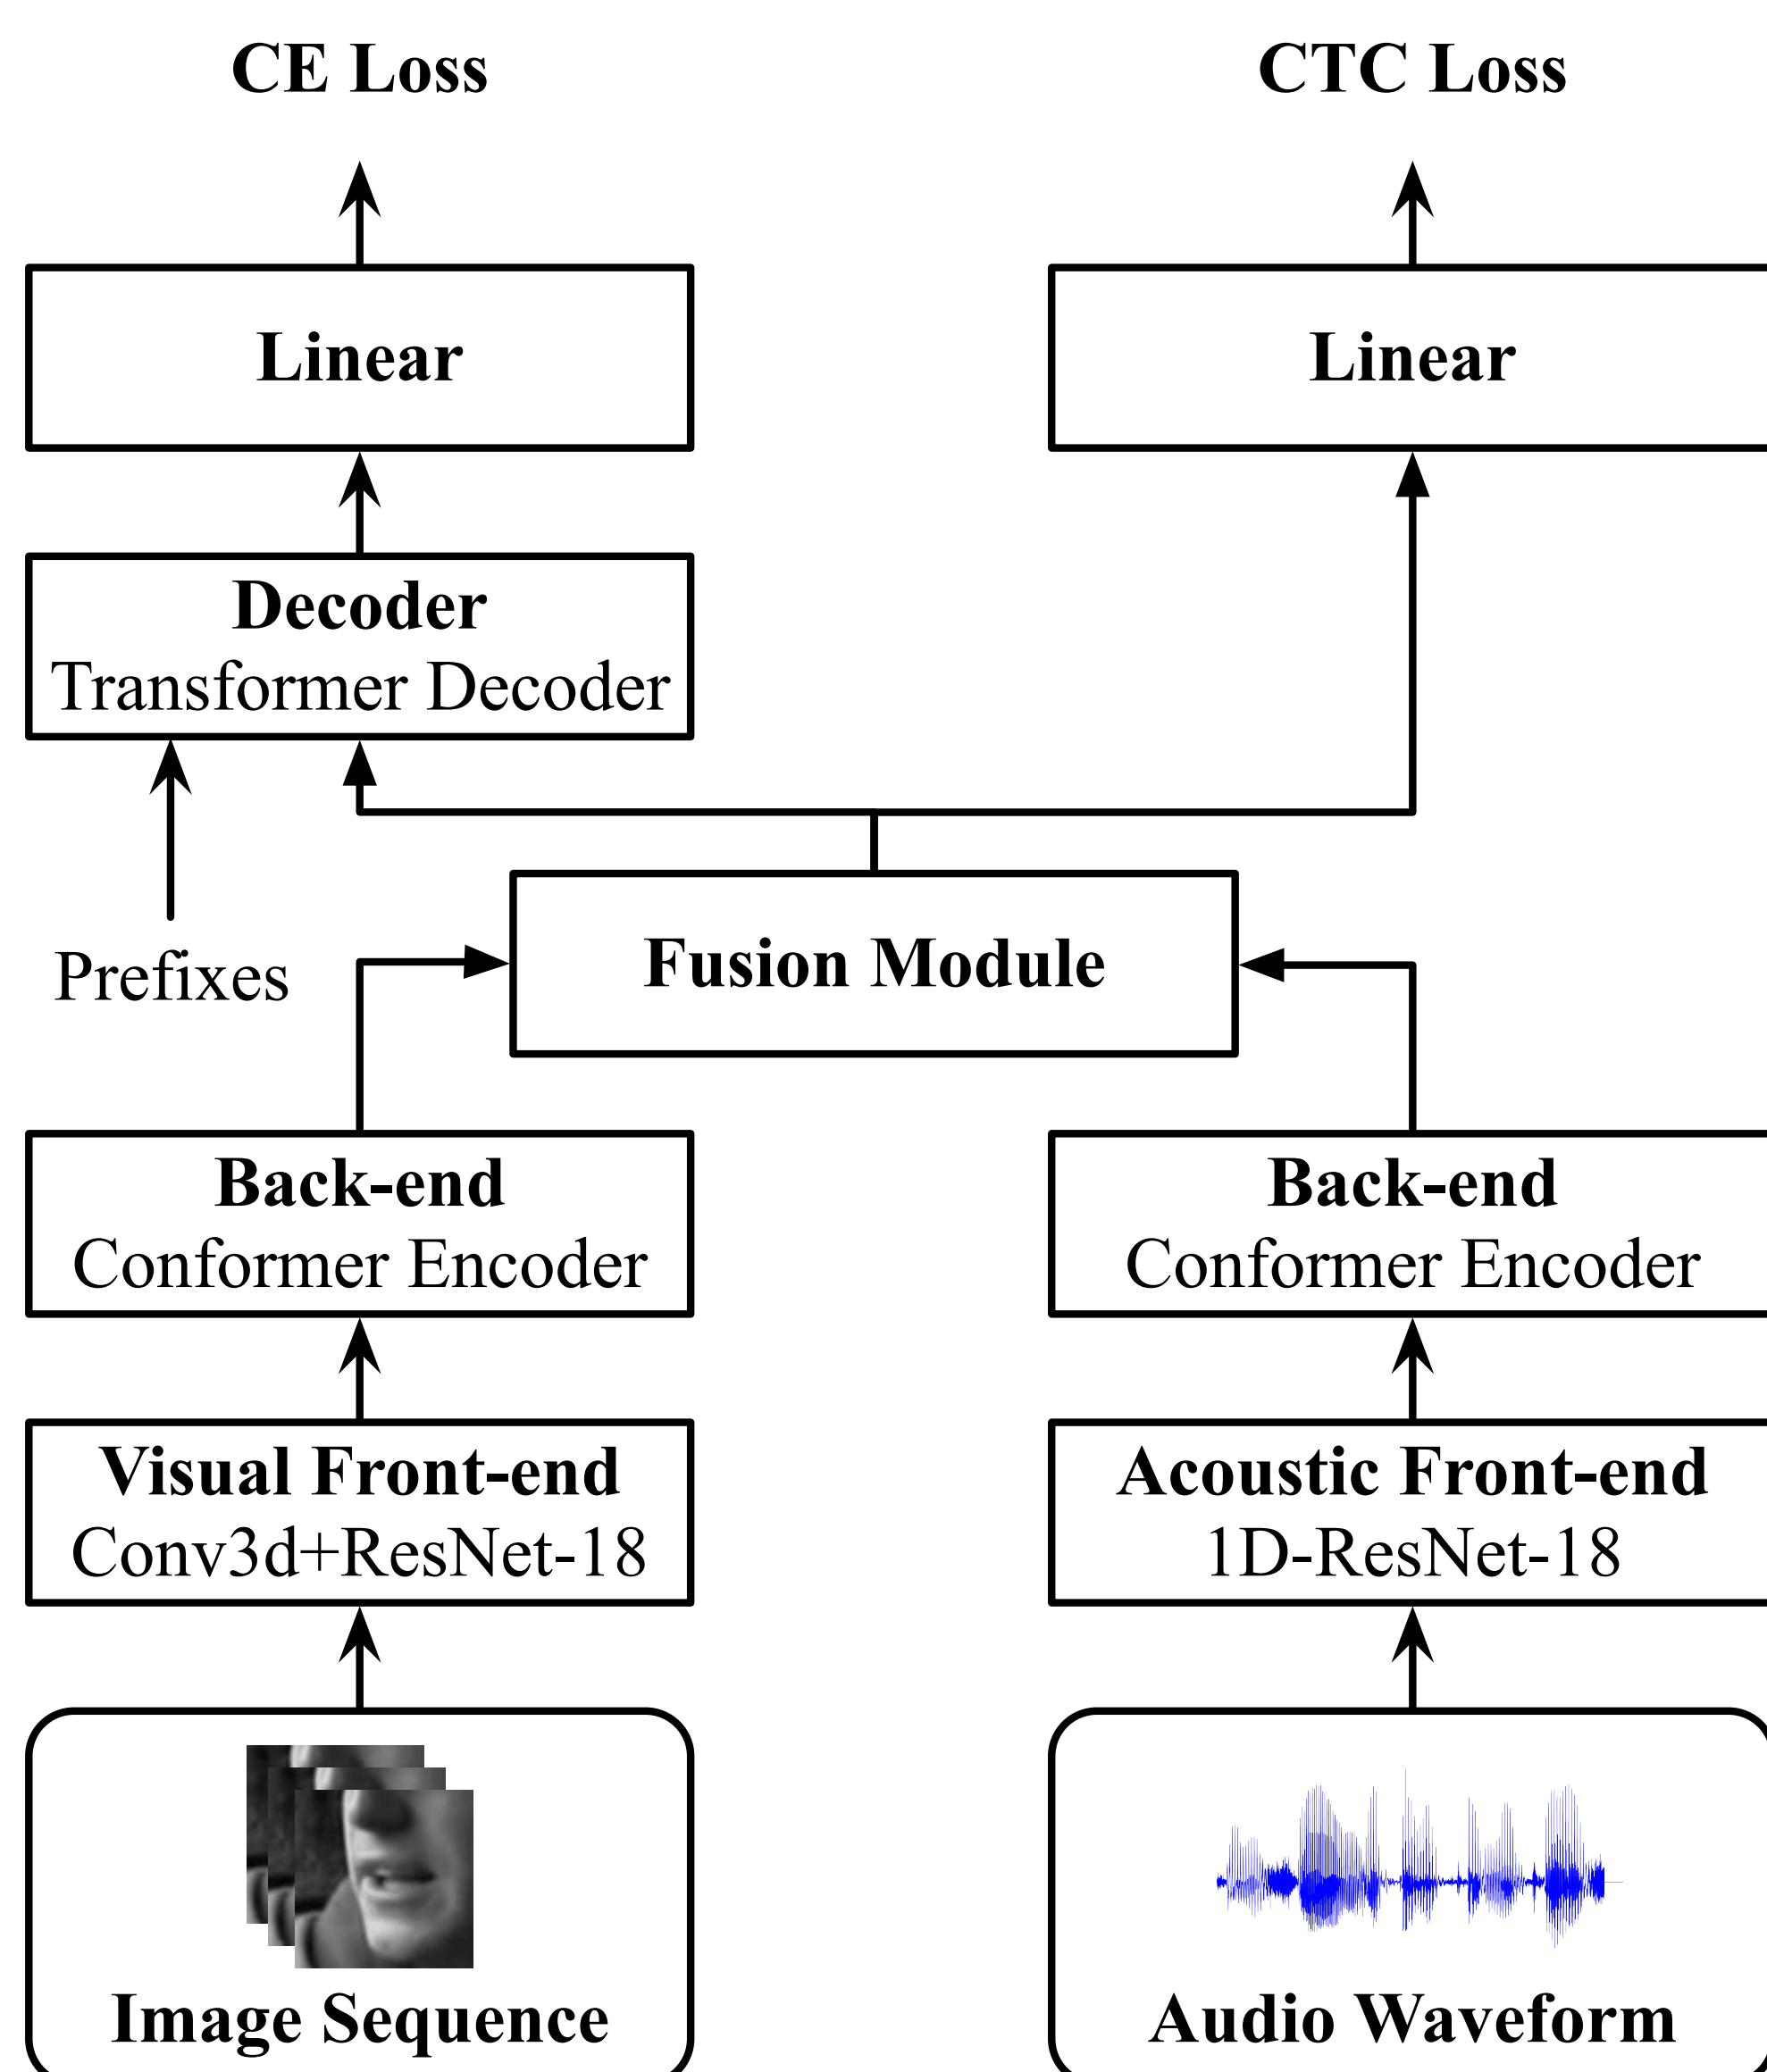 CE Loss
CTC Loss
Linear
Linear
Decoder
Transformer Decoder
Prefixes
Fusion Module
Back-end
Conformer Encoder
Back-end
Conformer Encoder
Visual Front-end
Conv3d+ResNet-18
Acoustic Front-end
1D-ResNet-18
Image Sequence
Audio Waveform